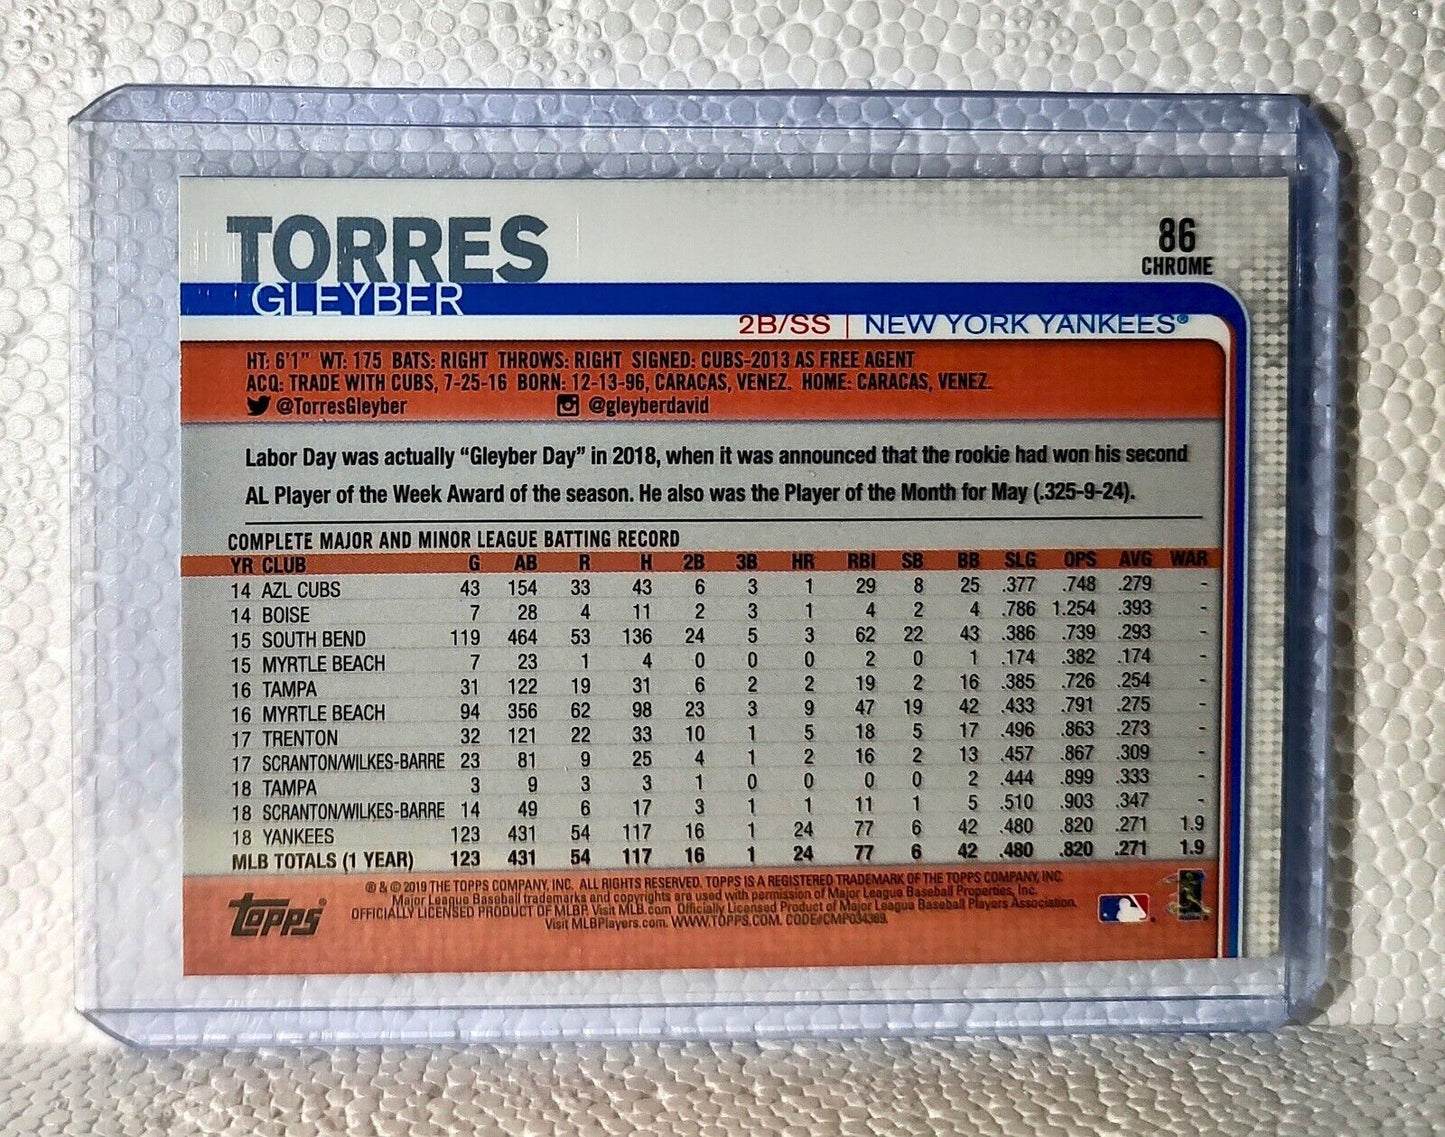 TORRES
GLEYBER
86
CHROME
2B/SS | NEW YORK YANKEES®
HT: 6'1" WT: 175 BATS: RIGHT THROWS: RIGHT SIGNED: CUBS-2013 AS FREE AGENT
ACQ: TRADE WITH CUBS, 7-25-16 BORN: 12-13-96, CARACAS, VENEZ. HOME: CARACAS, VENEZ.
@TorresGleyber @gleyberdavid
Labor Day was actually “Gleyber Day” in 2018, when it was announced that the rookie had won his second
AL Player of the Week Award of the season. He also was the Player of the Month for May (.325-9-24).
COMPLETE MAJOR AND MINOR LEAGUE BATTING RECORD
YR CLUB G AB R H 2B 3B HR RBI SB BB SLG OPS AVG WAR
14 AZL CUBS 43 154 33 43 6 3 1 29 8 25 .377 .748 .279 -
14 BOISE 7 28 4 11 2 3 1 4 2 4 .786 1.254 .393 -
15 SOUTH BEND 119 464 53 136 24 5 3 62 22 43 .386 .739 .293 -
15 MYRTLE BEACH 7 23 1 4 0 0 0 2 0 1 .174 .382 .174 -
16 TAMPA 31 122 19 31 6 2 2 19 2 16 .385 .726 .254 -
16 MYRTLE BEACH 94 356 62 98 23 3 9 47 19 42 .433 .791 .275 -
17 TRENTON 32 121 22 33 10 1 5 18 5 17 .496 .863 .273 -
17 SCRANTON/WILKES-BARRE 23 81 9 25 4 1 2 16 2 13 .457 .867 .309 -
18 TAMPA 3 9 3 3 1 0 0 0 0 2 .444 .899 .333 -
18 SCRANTON/WILKES-BARRE 14 49 6 17 3 1 1 11 1 5 .510 .903 .347 -
18 YANKEES 123 431 54 117 16 1 24 77 6 42 .480 .820 .271 1.9
MLB TOTALS (1 YEAR) 123 431 54 117 16 1 24 77 6 42 .480 .820 .271 1.9
topps®
® & © 2019 THE TOPPS COMPANY, INC. ALL RIGHTS RESERVED. TOPPS IS A REGISTERED TRADEMARK OF THE TOPPS COMPANY, INC.
Major League Baseball trademarks and copyrights are used with permission of Major League Baseball Properties, Inc.
OFFICIALLY LICENSED PRODUCT OF MLBP. Visit MLB.com Officially Licensed Product of Major League Baseball Players Association.
Visit MLBPlayers.com. WWW.TOPPS.COM. CODE#CMP034369.